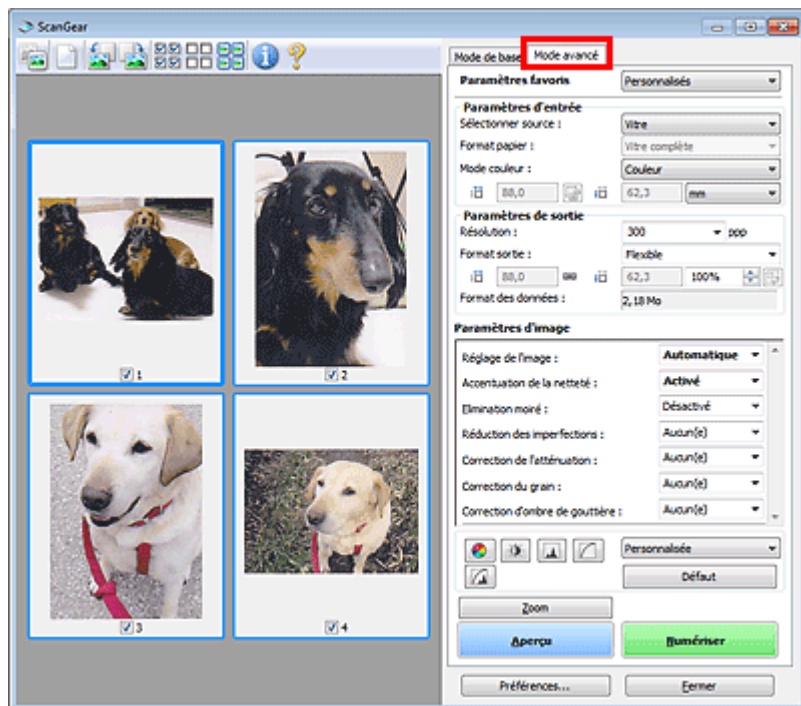 ScanGear
Mode de base Mode avancé
Paramètres favoris Personnalisés
Paramètres d'entrée
Sélectionner source : Vitre
Format papier : Vitre complète
Mode couleur : Couleur
88,0 62,3 mm
Paramètres de sortie
Résolution : 300 ppp
Format sortie : Flexible
88,0 62,3 100%
Format des données : 2,18 Mo
Paramètres d'image
Réglage de l'image : Automatique
Accentuation de la netteté : Activé
Elimination moiré : Désactivé
Réduction des imperfections : Aucun(e)
Correction de l'atténuation : Aucun(e)
Correction du grain : Aucun(e)
Correction d'ombre de gouttière : Aucun(e)
Personnalisée
Défaut
Zoom
Aperçu Numériser
Préférences... Fermer
1 2
3 4